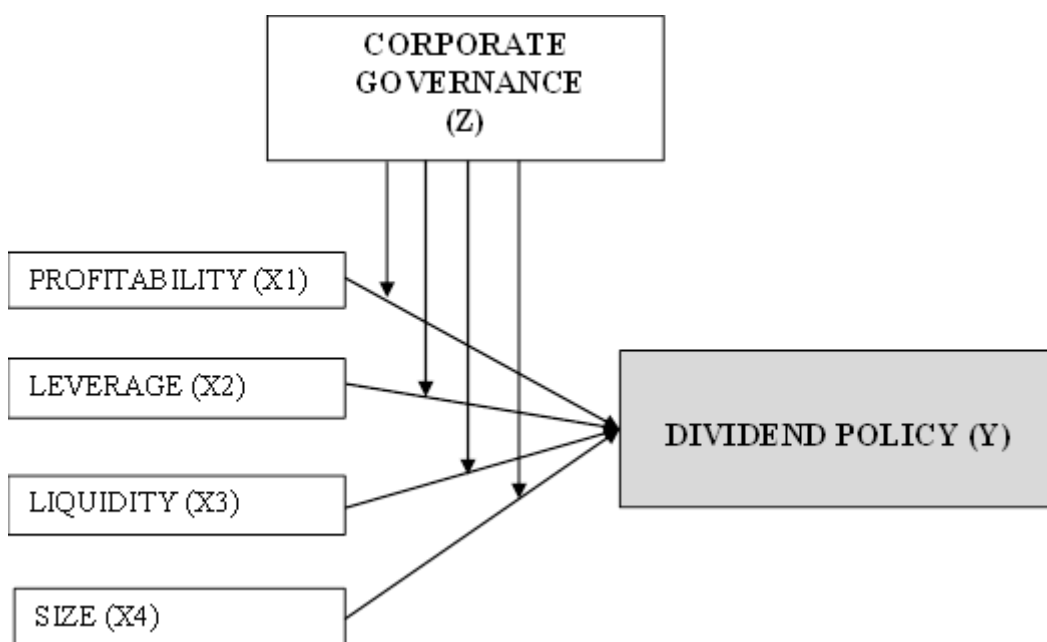 CORPORATE
GOVERNANCE
(Z)
PROFITABILITY (X1)
LEVERAGE (X2)
DIVIDEND POLICY (Y)
LIQUIDITY (X3)
SIZE (X4)